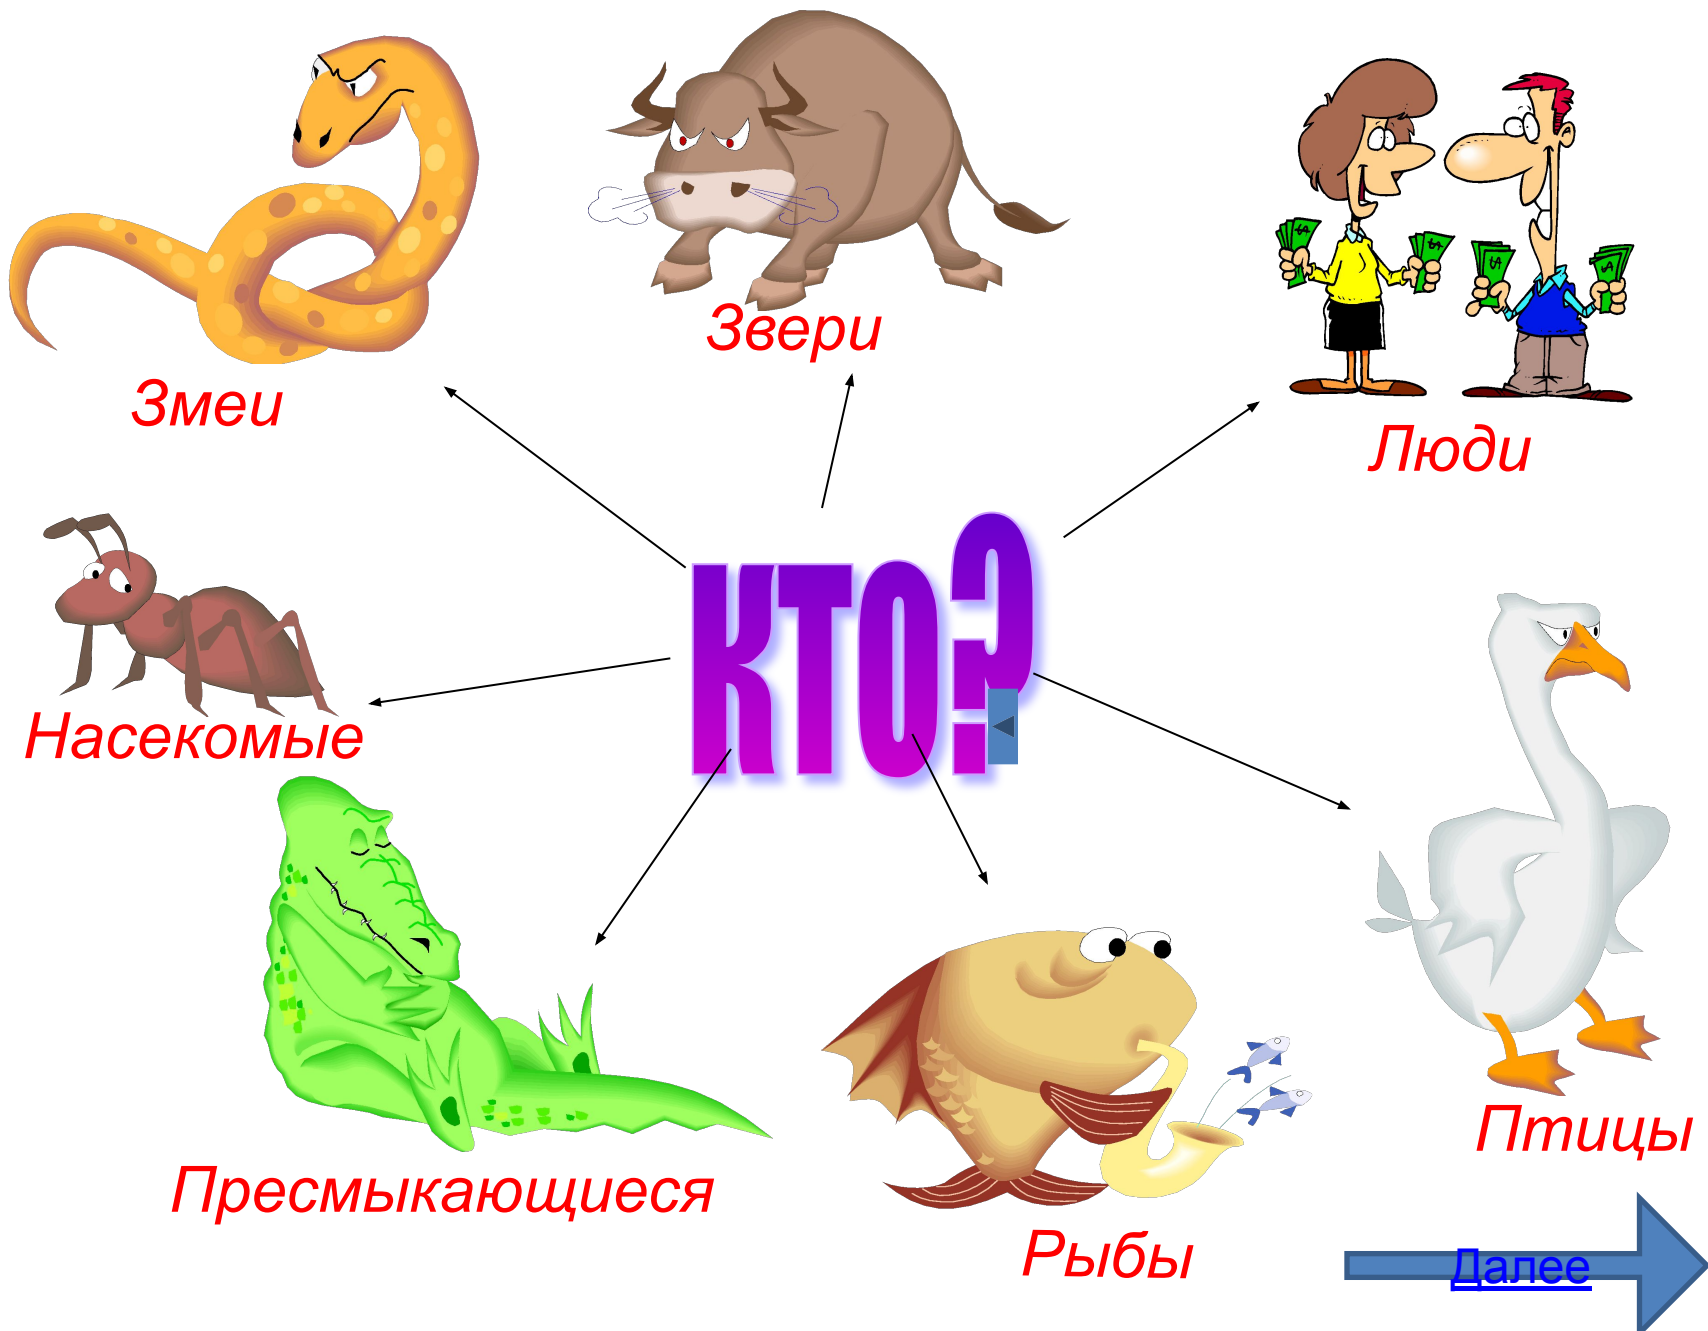 Звери
Змеи
Люди
КТО?
Насекомые
Птицы
Пресмыкающиеся
Рыбы
Далее